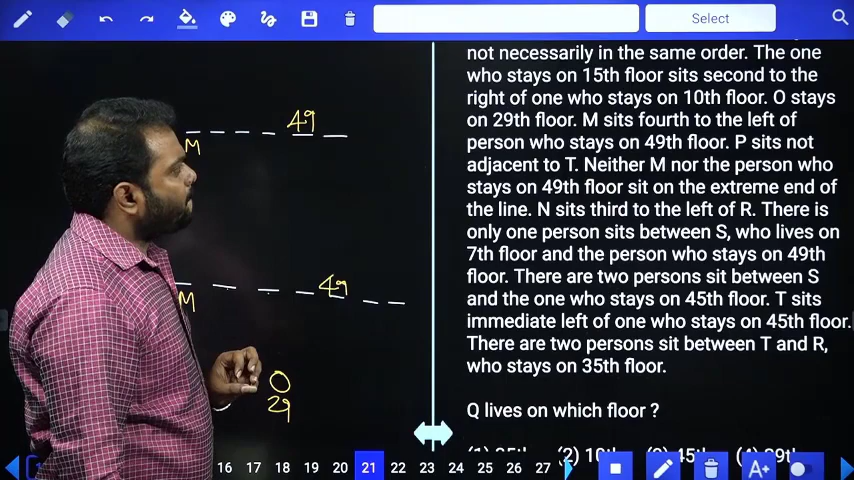 Select
not necessarily in the same order. The one
who stays on 15th floor sits second to the
right of one who stays on 10th floor. O stays
on 29th floor. M sits fourth to the left of
person who stays on 49th floor. P sits not
adjacent to T. Neither M nor the person who
stays on 49th floor sit on the extreme end of
the line. N sits third to the left of R. There is
only one person sits between S, who lives on
7th floor and the person who stays on 49th
floor. There are two persons sit between S
and the one who stays on 45th floor. T sits
immediate left of one who stays on 45th floor.
There are two persons sit between T and R,
who stays on 35th floor.
Q lives on which floor ?
49
M
49
M
O
29
16 17 18 19 20 21 22 23 24 25 26 27
A+